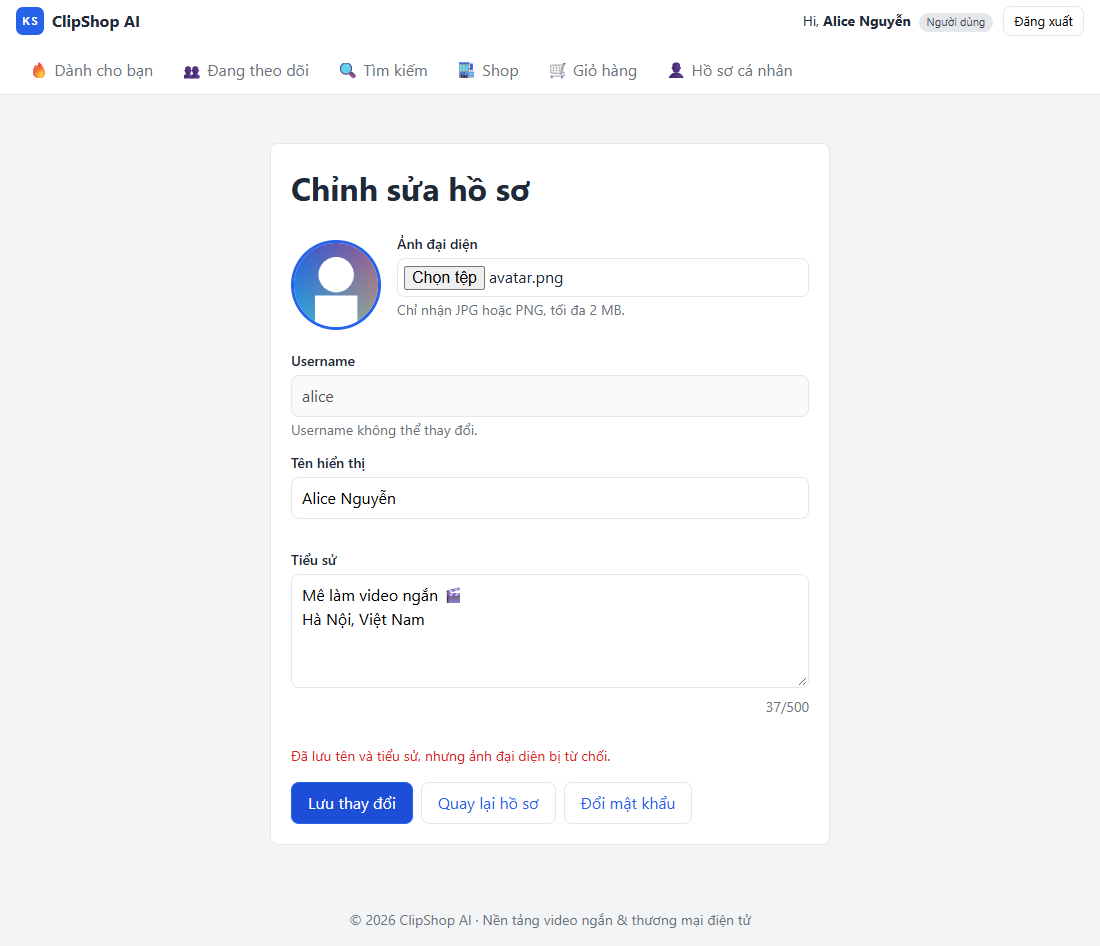 KS ClipShop AI
Hi, Alice Nguyễn Người dùng Đăng xuất
Dành cho bạn Đang theo dõi Tìm kiếm Shop Giỏ hàng Hồ sơ cá nhân
Chỉnh sửa hồ sơ
Ảnh đại diện
Chọn tệp avatar.png
Chỉ nhận JPG hoặc PNG, tối đa 2 MB.
Username
alice
Username không thể thay đổi.
Tên hiển thị
Alice Nguyễn
Tiểu sử
Mê làm video ngắn 🎬
Hà Nội, Việt Nam
37/500
Đã lưu tên và tiểu sử, nhưng ảnh đại diện bị từ chối.
Lưu thay đổi Quay lại hồ sơ Đổi mật khẩu
© 2026 ClipShop AI · Nền tảng video ngắn & thương mại điện tử